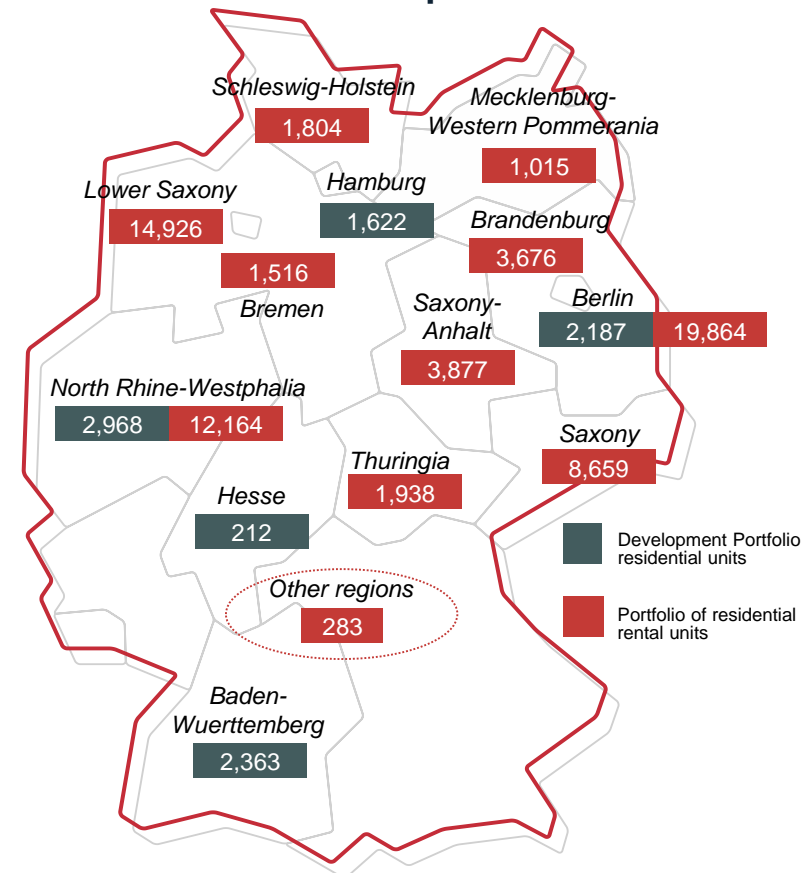 Schleswig-Holstein
1,804
Mecklenburg-
Western Pommerania
1,015
Lower Saxony
14,926
Hamburg
1,622
Brandenburg
3,676
1,516
Bremen
Saxony-
Anhalt
3,877
Berlin
2,187 19,864
North Rhine-Westphalia
2,968 12,164
Saxony
8,659
Thuringia
1,938
Hesse
212
Development Portfolio
residential units
Other regions
283
Portfolio of residential
rental units
Baden-
Wuerttemberg
2,363